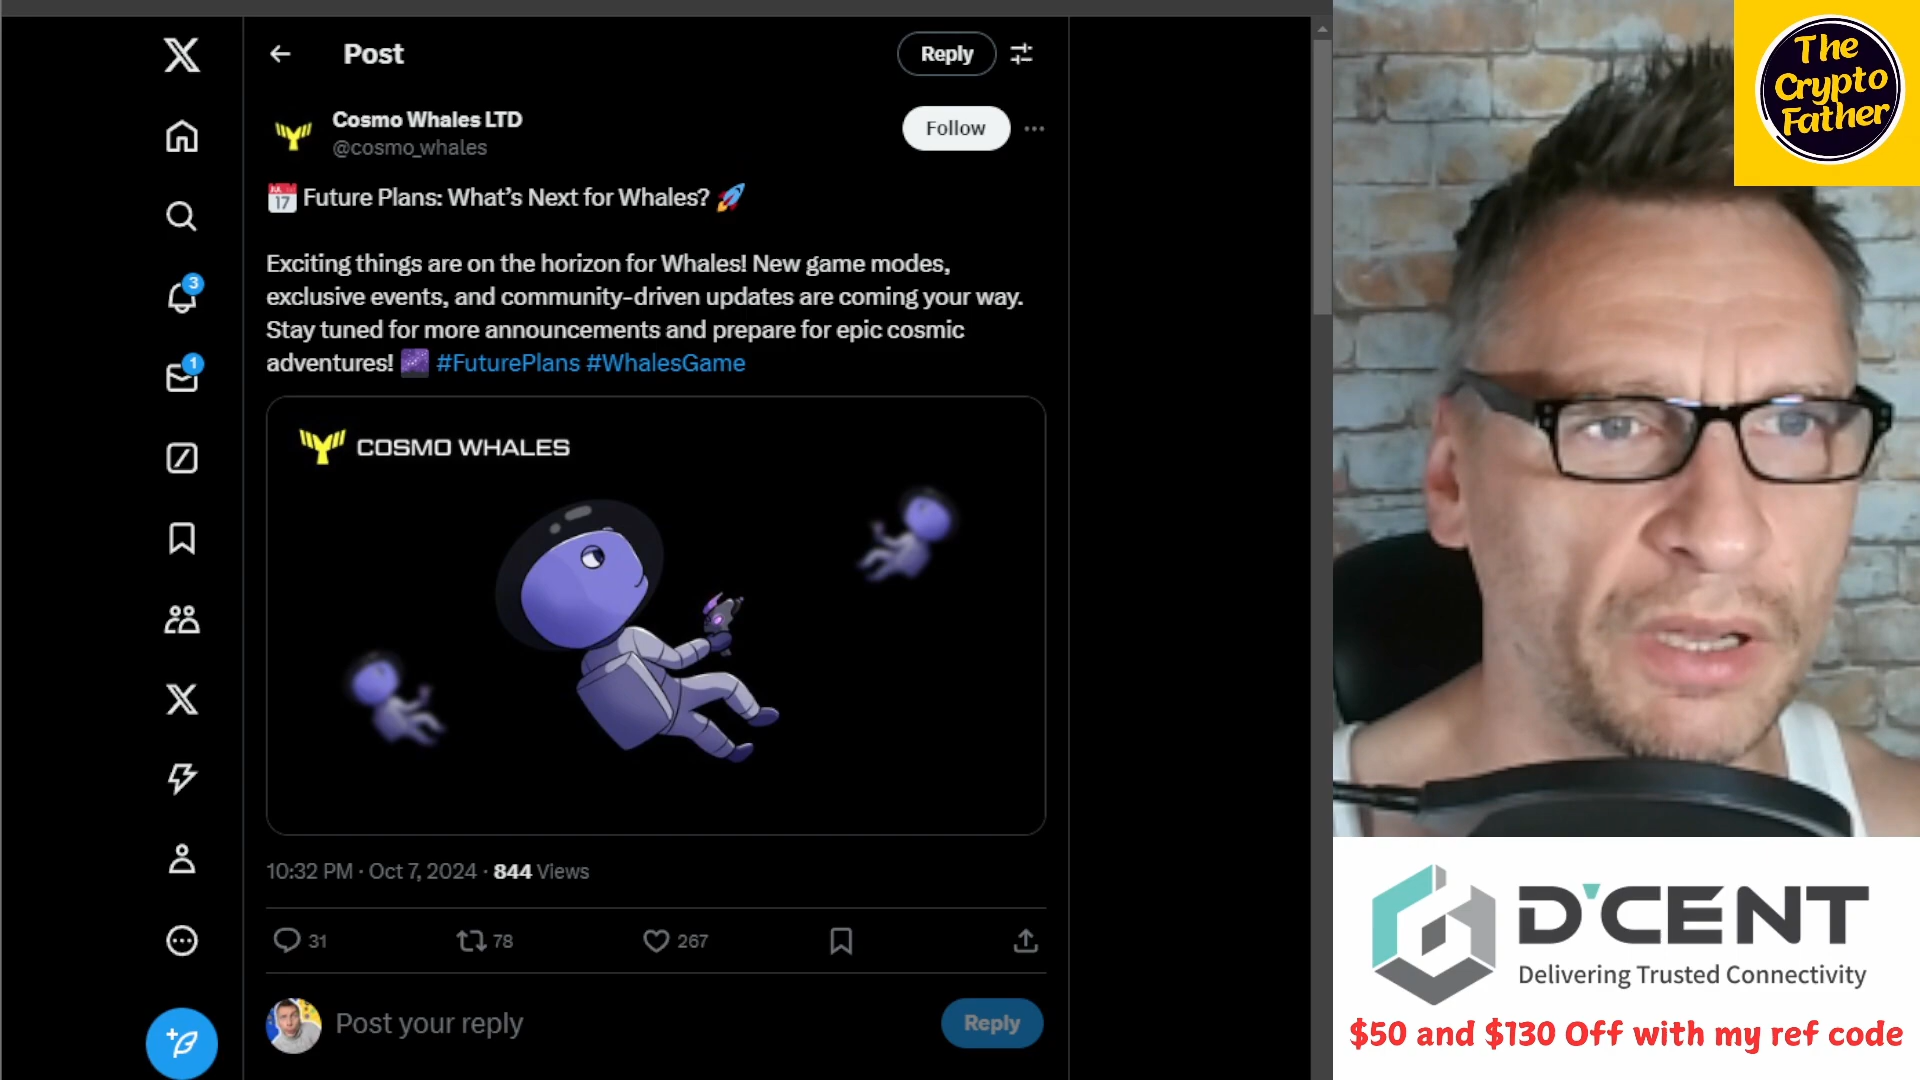 Post
Reply
Cosmo Whales LTD
@cosmo_whales
Follow
JUL
17
Future Plans: What's Next for Whales?
Exciting things are on the horizon for Whales! New game modes,
exclusive events, and community-driven updates are coming your way.
Stay tuned for more announcements and prepare for epic cosmic
adventures! #FuturePlans #WhalesGame
COSMO WHALES
10:32 PM · Oct 7, 2024 · 844 Views
31
78
267
Post your reply
Reply
3
1
The
Crypto
Father
D'CENT
Delivering Trusted Connectivity
$50 and $130 Off with my ref code